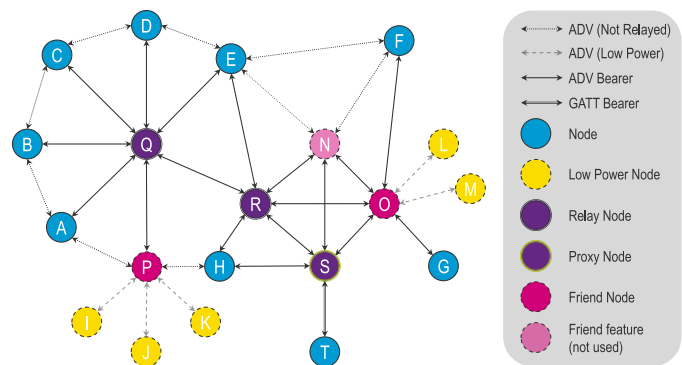 D
C
E
F
B
Q
N
L
M
A
R
O
P
H
S
G
I
J
K
T
ADV (Not Relayed)
ADV (Low Power)
ADV Bearer
GATT Bearer
Node
Low Power Node
Relay Node
Proxy Node
Friend Node
Friend feature
(not used)